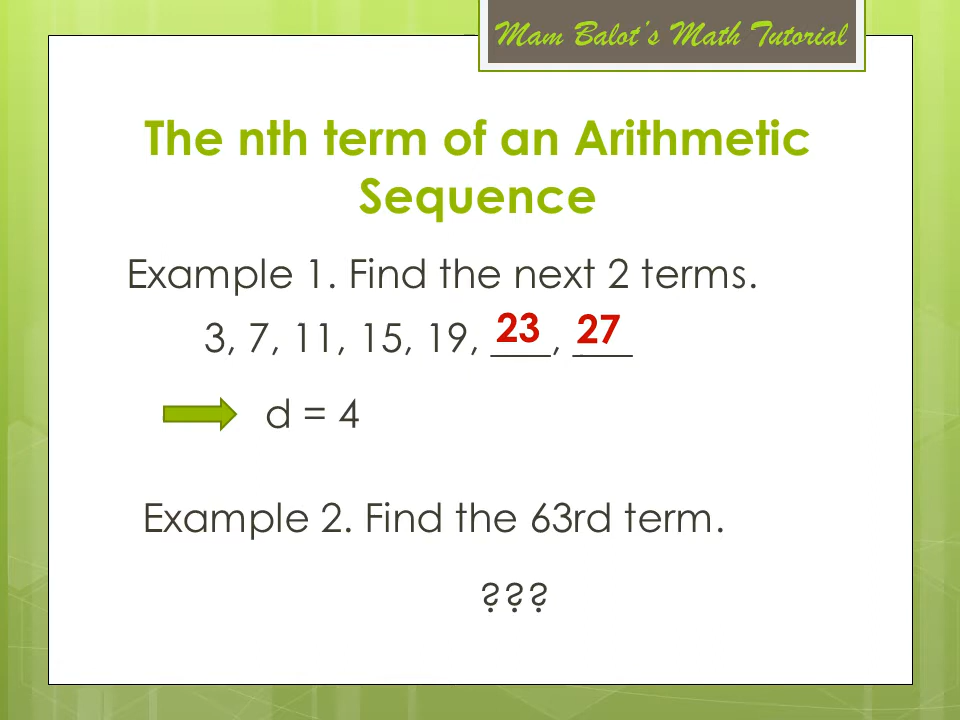 Mam Balot's Math Tutorial
The nth term of an Arithmetic
Sequence
Example 1. Find the next 2 terms.
3, 7, 11, 15, 19, 23, 27
d = 4
Example 2. Find the 63rd term.
???